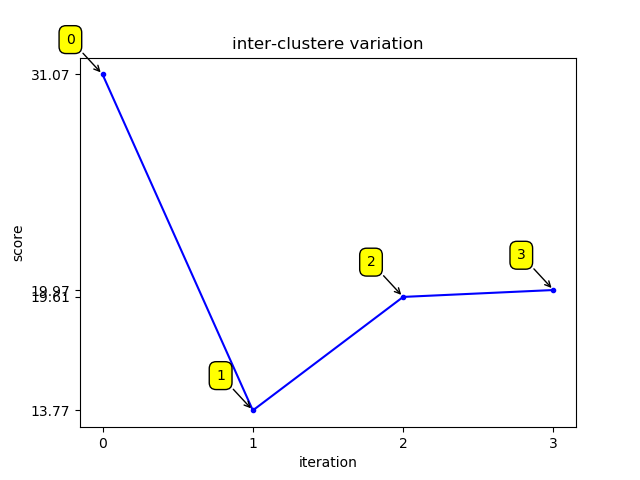 0
inter-clustere variation
31.07
score
3
2
19.97
19.61
1
13.77
0 1 2 3
iteration